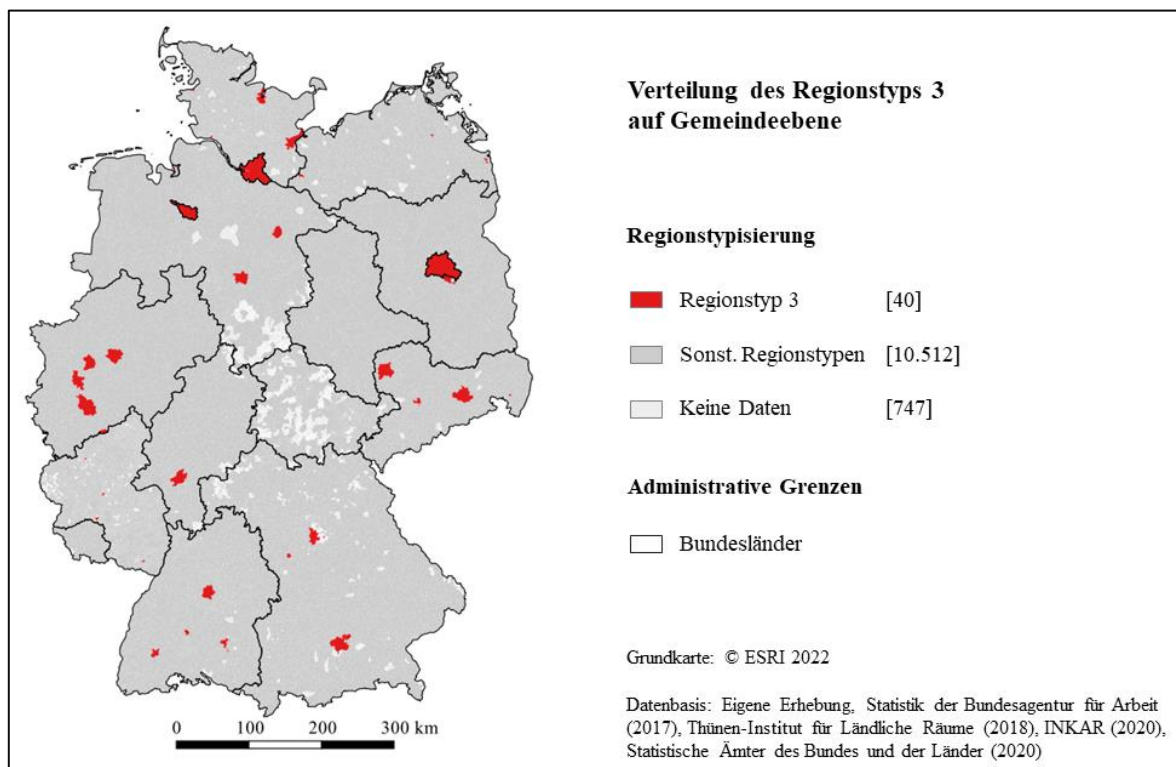 Verteilung des Regionstyps 3
auf Gemeindeebene
Regionstypisierung
Regionstyp 3 [40]
Sonst. Regionstypen [10.512]
Keine Daten [747]
Administrative Grenzen
Bundesländer
Grundkarte: © ESRI 2022
Datenbasis: Eigene Erhebung, Statistik der Bundesagentur für Arbeit
(2017), Thünen-Institut für Ländliche Räume (2018), INKAR (2020),
Statistische Ämter des Bundes und der Länder (2020)
0 100 200 300 km